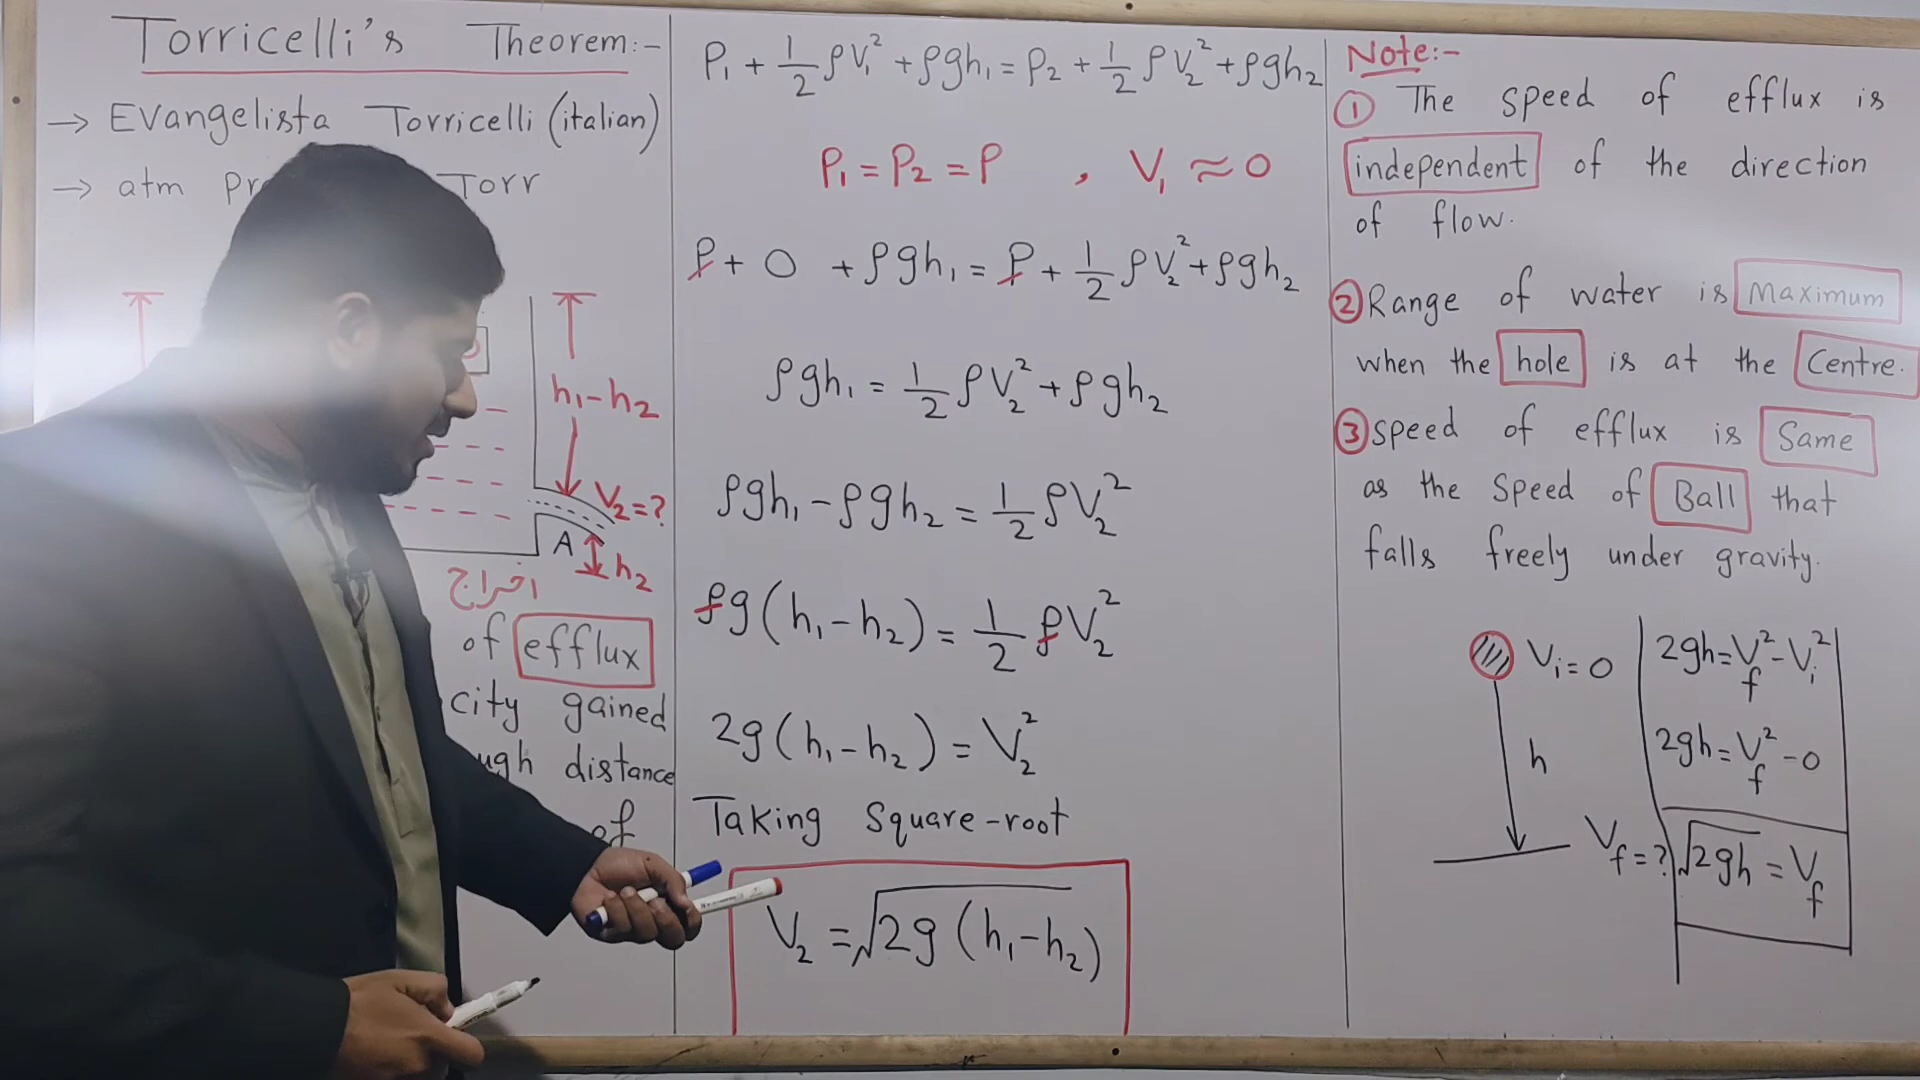 Torricelli's Theorem:-
→ Evangelista Torricelli (italian)
→ atm Torr
h₁-h₂
V₂=?
A
h₂
اخراج
of efflux
city gained
ugh distance
of
P₁ + 1/2 ρV₁² + ρgh₁ = P₂ + 1/2 ρV₂² + ρgh₂
P₁ = P₂ = P , V₁ ≈ 0
P + 0 + ρgh₁ = P + 1/2 ρV₂² + ρgh₂
ρgh₁ = 1/2 ρV₂² + ρgh₂
ρgh₁ - ρgh₂ = 1/2 ρV₂²
ρg(h₁-h₂) = 1/2 ρV₂²
2g(h₁-h₂) = V₂²
Taking Square-root
V₂ = √2g(h₁-h₂)
Note:-
① The speed of efflux is
independent of the direction
of flow.
② Range of water is Maximum
when the hole is at the Centre.
③ speed of efflux is Same
as the speed of Ball that
falls freely under gravity.
Vi=0
h
Vf=?
2gh=Vf²-Vi²
2gh=Vf²-0
√2gh = Vf